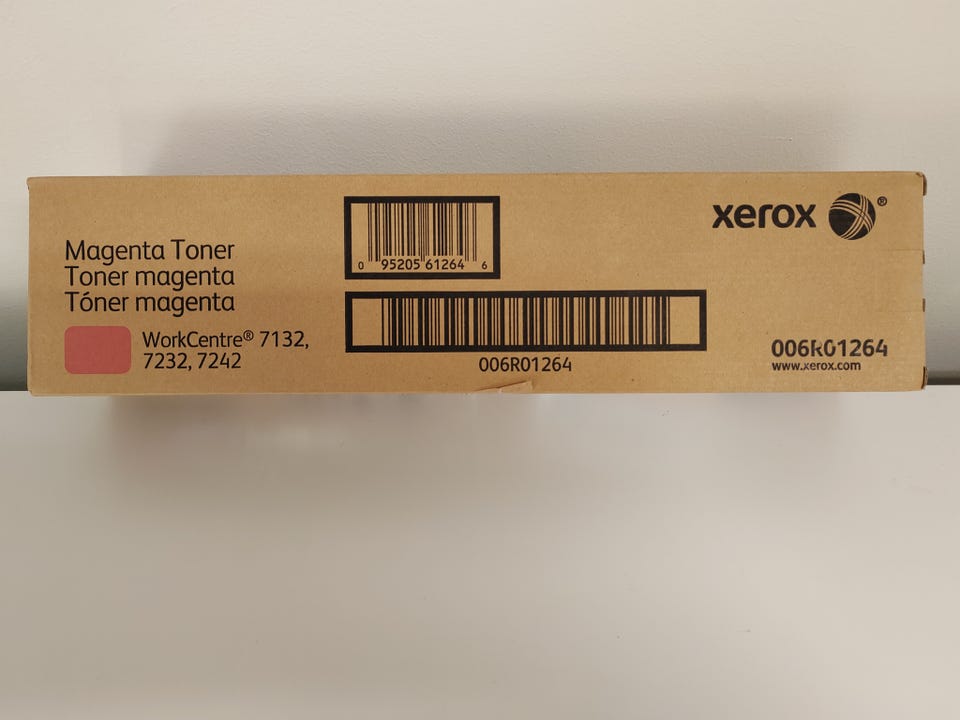 Magenta Toner
Toner magenta
Tóner magenta
WorkCentre® 7132,
7232, 7242
0 95205 61264 6
006R01264
xerox ®
006R01264
www.xerox.com